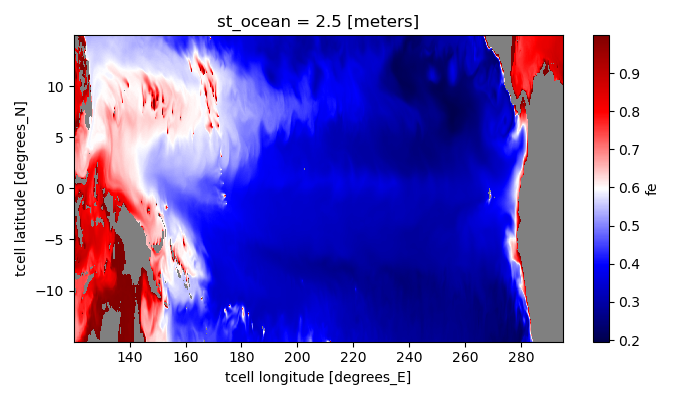 st_ocean = 2.5 [meters]
10
5
0
−5
−10
tcell latitude [degrees_N]
140 160 180 200 220 240 260 280
tcell longitude [degrees_E]
0.9
0.8
0.7
0.6
0.5
0.4
0.3
0.2
fe